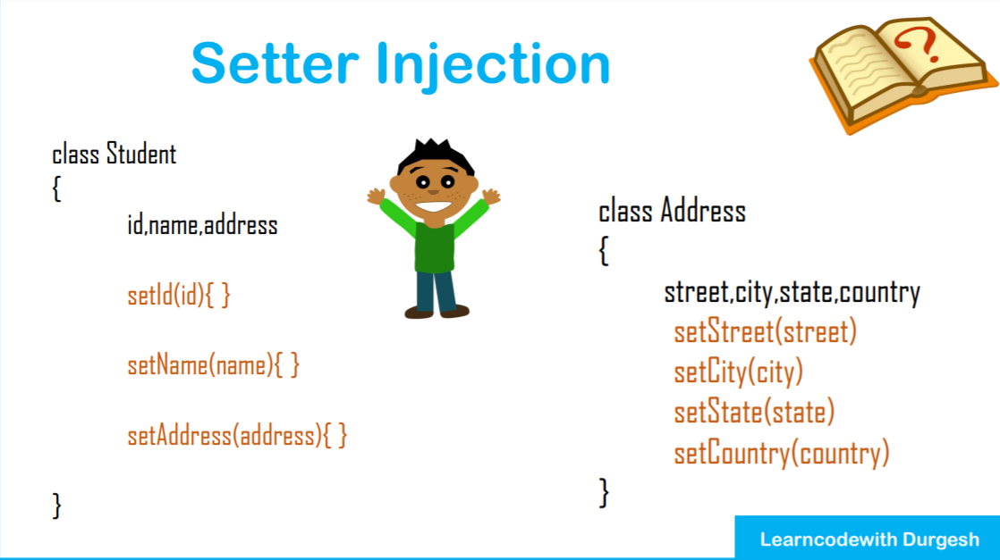 Setter Injection
class Student
{
id,name,address
setId(id){ }
setName(name){ }
setAddress(address){ }
}
class Address
{
street,city,state,country
setStreet(street)
setCity(city)
setState(state)
setCountry(country)
}
Learncodewith Durgesh